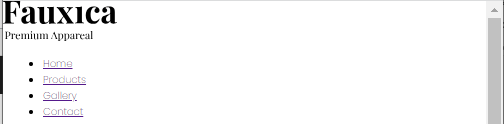 Fauxica
Premium Appareal
Home
Products
Gallery
Contact